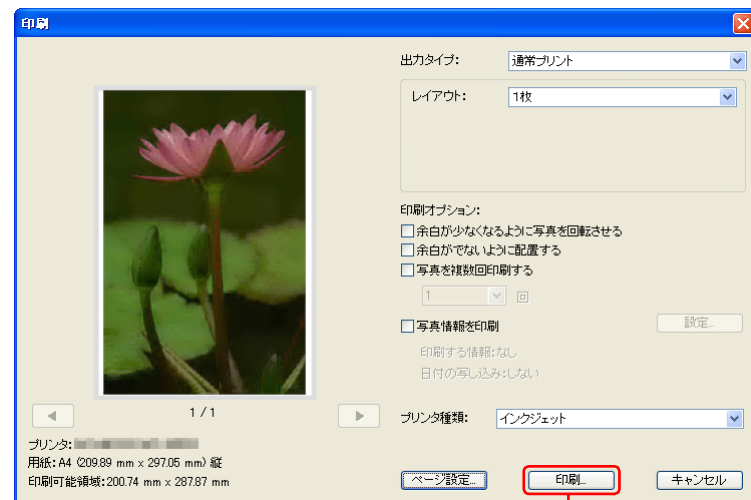 印刷
出力タイプ: 通常プリント
レイアウト: 1枚
印刷オプション:
余白が少なくなるように写真を回転させる
余白がでないように配置する
写真を複数回印刷する
1 回
写真情報を印刷 設定...
印刷する情報:なし
日付の写し込み:しない
1 / 1
プリンタ種類: インクジェット
プリンタ:
用紙: A4 (209.89 mm x 297.05 mm) 縦
印刷可能領域: 200.74 mm x 287.87 mm
ページ設定... 印刷... キャンセル